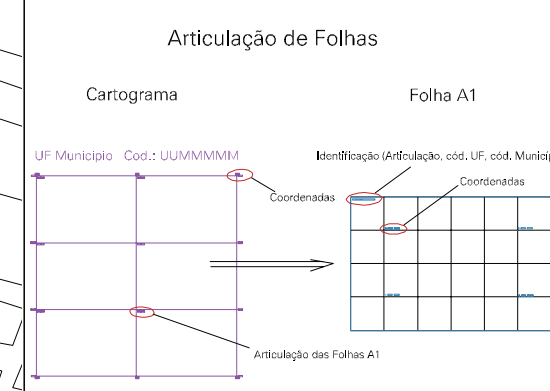 Articulação de Folhas
Cartograma
Folha A1
UF Municipio Cod.: UUMMMMM
Identificação (Articulação, cód. UF, cód. Municíp
Coordenadas
Coordenadas
Articulação das Folhas A1